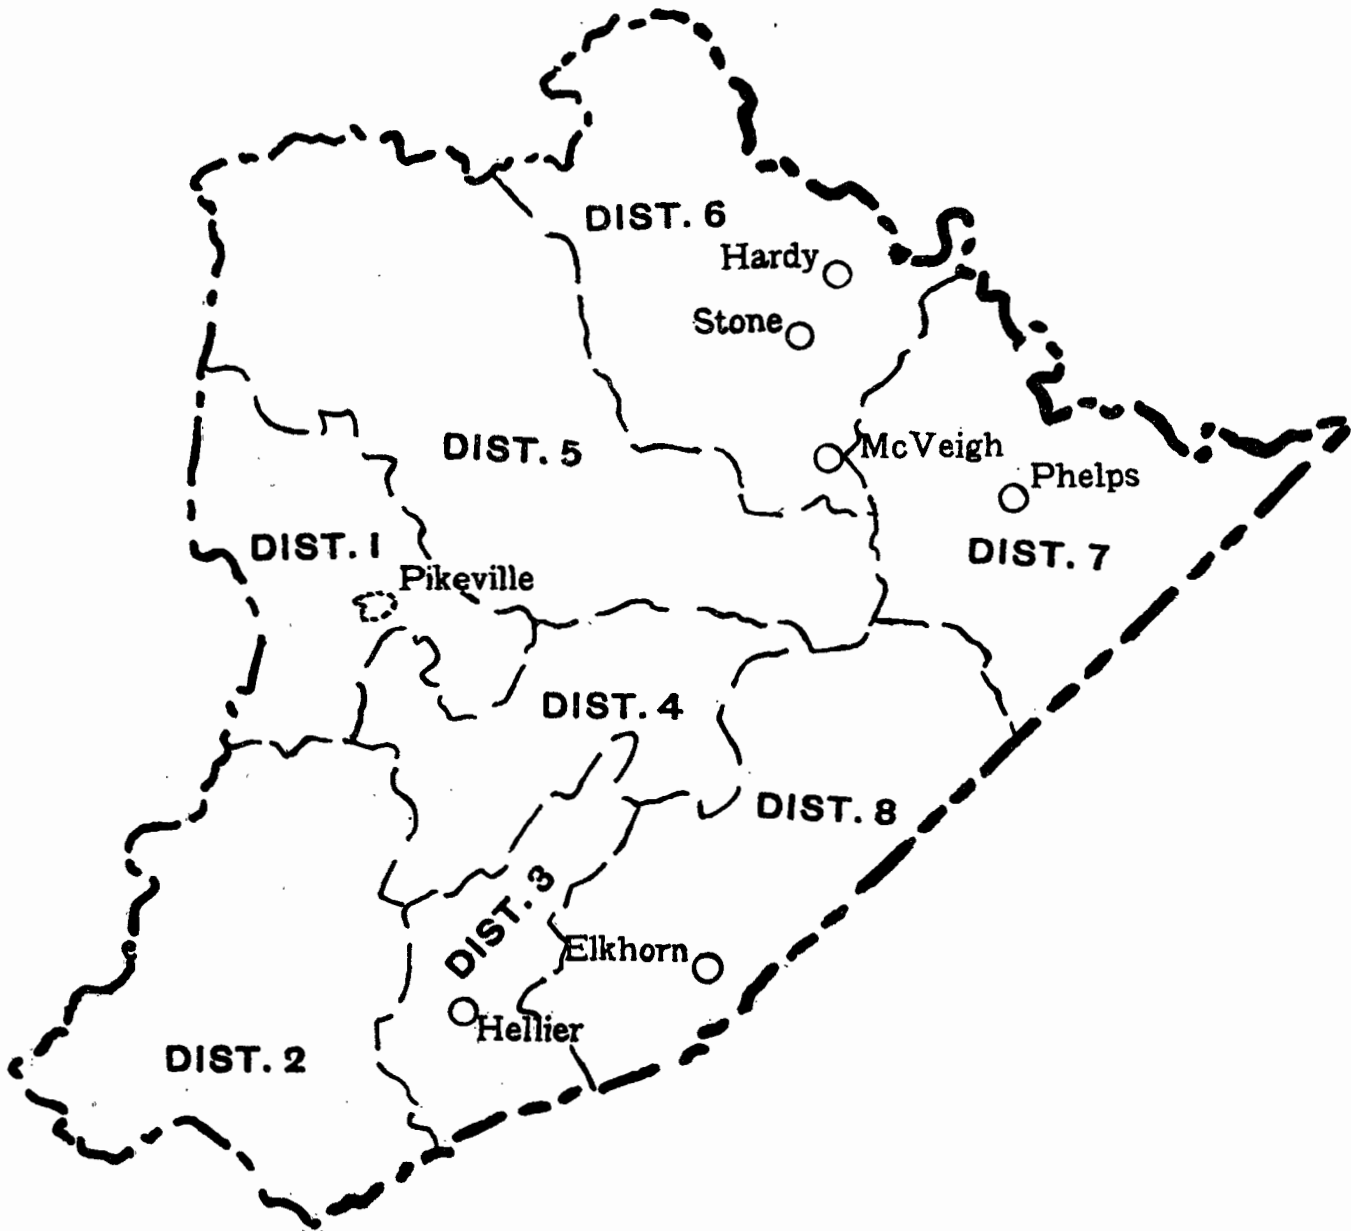 DIST. 6
Hardy
Stone
DIST. 5
McVeigh
Phelps
DIST. 1
DIST. 7
Pikeville
DIST. 4
DIST. 8
DIST. 3
Elkhorn
Hellier
DIST. 2